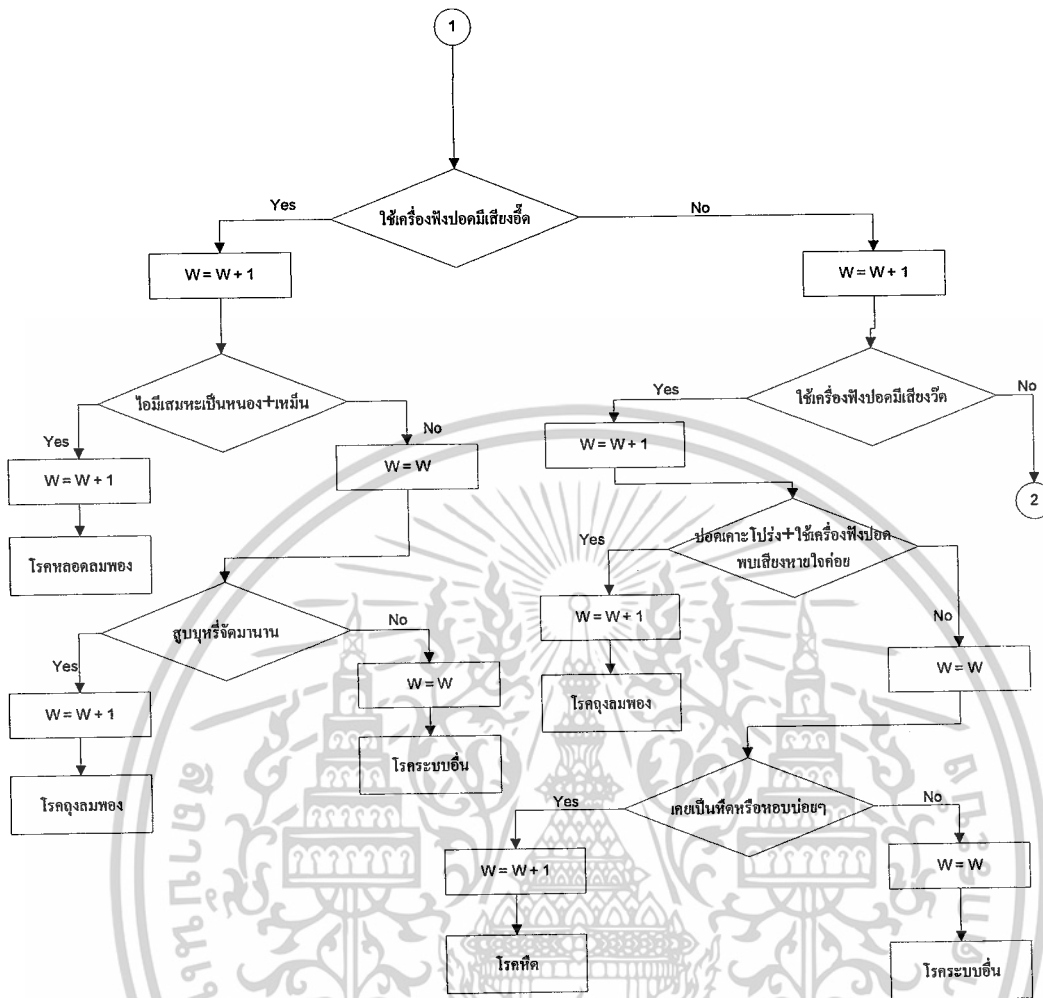 1
Yes
ใช้เครื่องฟังปอดมีเสียงอี๊ด
No
W = W + 1
W = W + 1
ไอมีเสมหะเป็นหนอง+เหม็น
Yes
ใช้เครื่องฟังปอดมีเสียงวี๊ด
No
Yes
No
W = W + 1
W = W
W = W + 1
2
โรคหลอดลมพอง
Yes
ปอดเคาะโปร่ง+ใช้เครื่องฟังปอด
พบเสียงหายใจค่อย
สูบบุหรี่จัดมานาน
No
W = W + 1
No
Yes
W = W
W = W
W = W + 1
โรคถุงลมพอง
โรคระบบอื่น
โรคถุงลมพอง
Yes
เคยเป็นหืดหรือหอบบ่อยๆ
No
W = W + 1
W = W
โรคหืด
โรคระบบอื่น